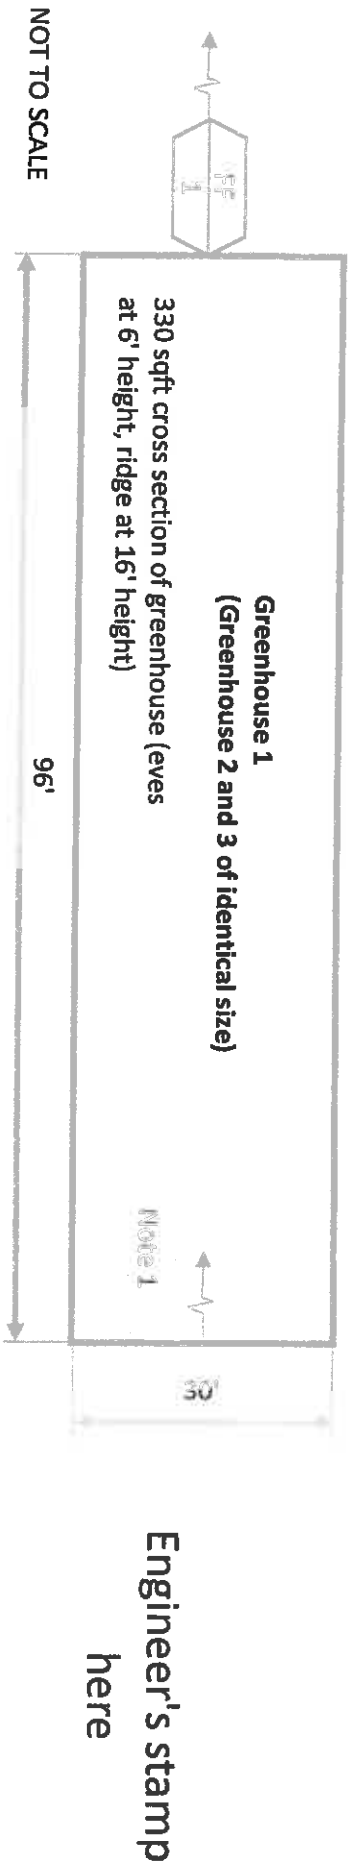 Greenhouse 1
(Greenhouse 2 and 3 of identical size)
330 sqft cross section of greenhouse (eves
at 6' height, ridge at 16' height)
Note 1
30'
96'
NOT TO SCALE
Engineer's stamp
here